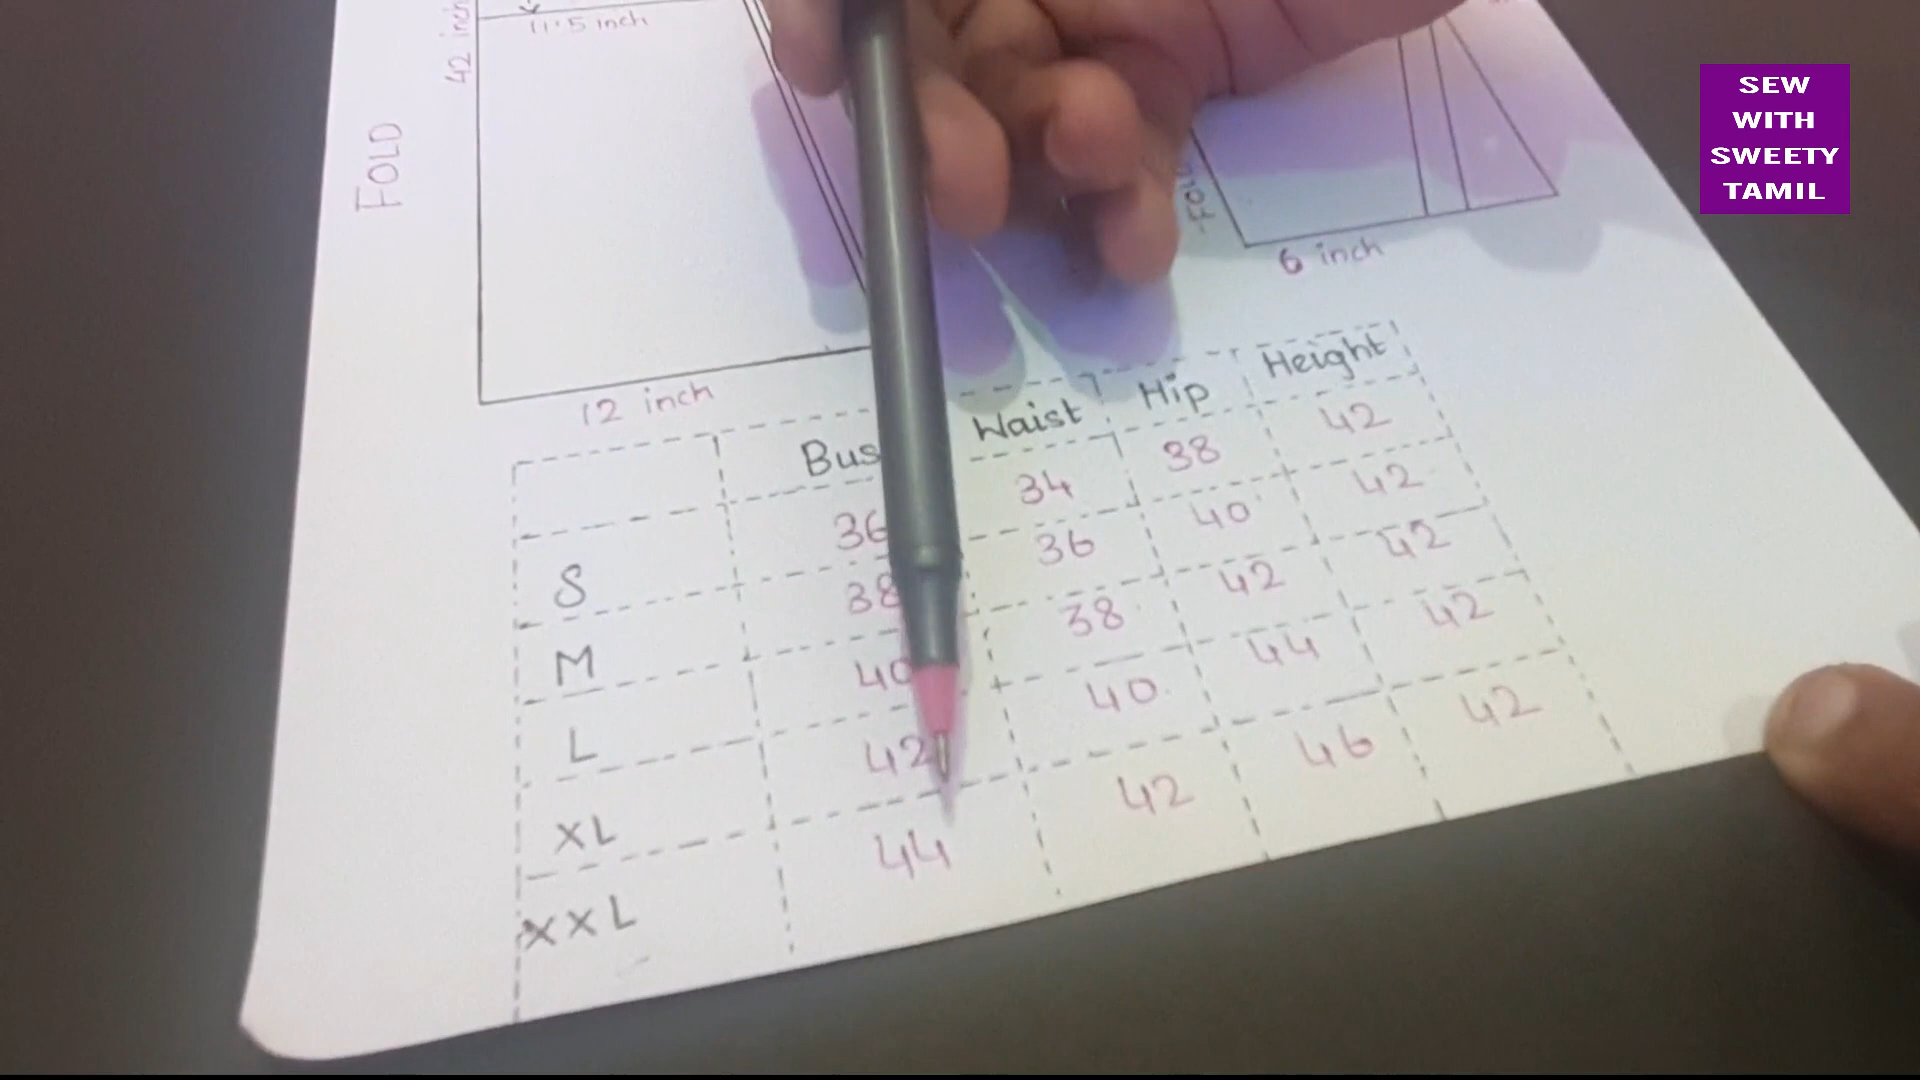 42 inch
11.5 inch
FOLD
6 inch
12 inch
Waist Hip Height
S 36 34 38 42
M 38 36 40 42
L 40 38 42 42
XL 42 40 44 42
XXL 44 42 46 42
SEW
WITH
SWEETY
TAMIL